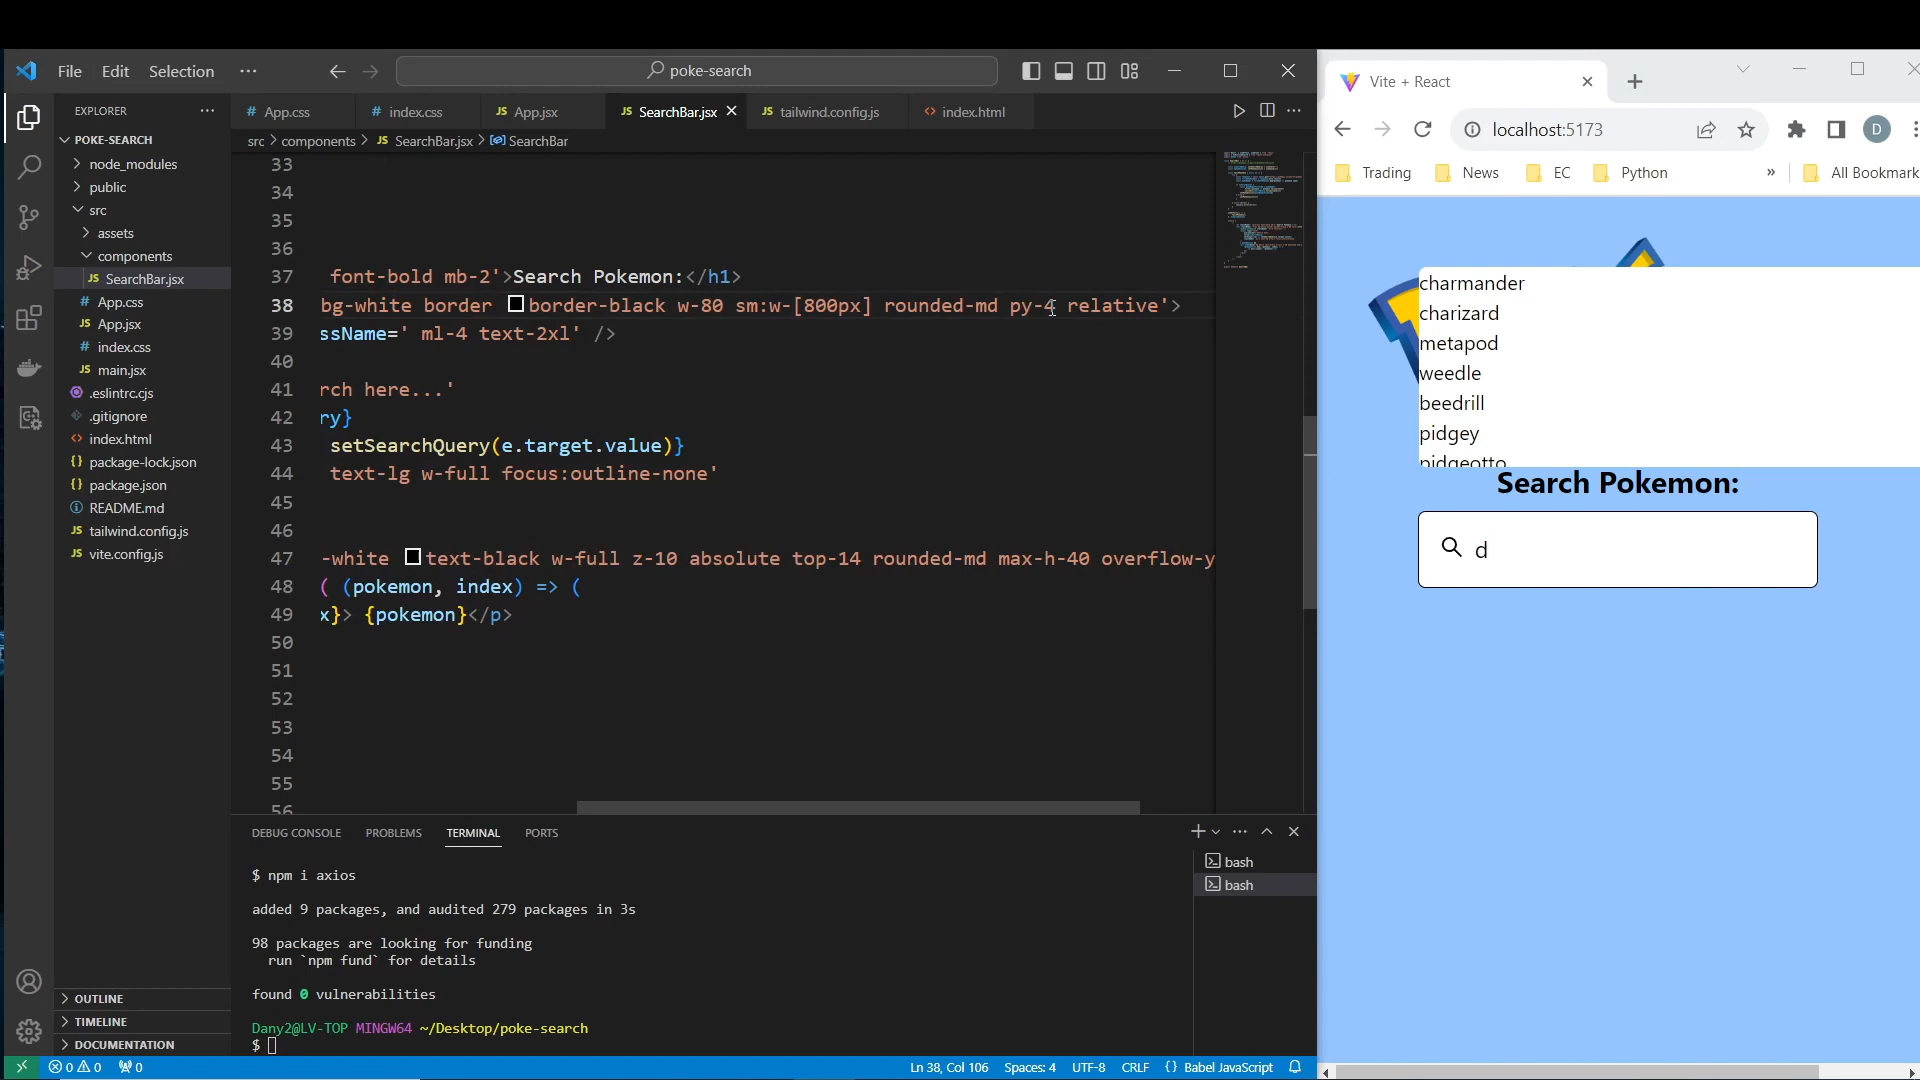 File Edit Selection ···
poke-search
EXPLORER
POKE-SEARCH
node_modules
public
src
assets
components
SearchBar.jsx
App.css
App.jsx
index.css
main.jsx
.eslintrc.cjs
.gitignore
index.html
package-lock.json
package.json
README.md
tailwind.config.js
vite.config.js
OUTLINE
TIMELINE
DOCUMENTATION
App.css index.css App.jsx SearchBar.jsx tailwind.config.js index.html
src > components > SearchBar.jsx > SearchBar
33
34
35
36
37 font-bold mb-2'>Search Pokemon:</h1>
38 bg-white border border-black w-80 sm:w-[800px] rounded-md py-4 relative'>
39 ssName=' ml-4 text-2xl' />
40
41 rch here...'
42 ry}
43 setSearchQuery(e.target.value)}
44 text-lg w-full focus:outline-none'
45
46
47 -white text-black w-full z-10 absolute top-14 rounded-md max-h-40 overflow-y
48 ( (pokemon, index) => (
49 x}> {pokemon}</p>
50
51
52
53
54
55
56
DEBUG CONSOLE PROBLEMS TERMINAL PORTS
$ npm i axios
added 9 packages, and audited 279 packages in 3s
98 packages are looking for funding
run `npm fund` for details
found 0 vulnerabilities
Dany2@LV-TOP MINGW64 ~/Desktop/poke-search
$
bash
bash
0 0 0 Ln 38, Col 106 Spaces: 4 UTF-8 CRLF {} Babel JavaScript
Vite + React
localhost:5173
D
Trading News EC Python » All Bookmark
charmander
charizard
metapod
weedle
beedrill
pidgey
pidgeotto
Search Pokemon:
d